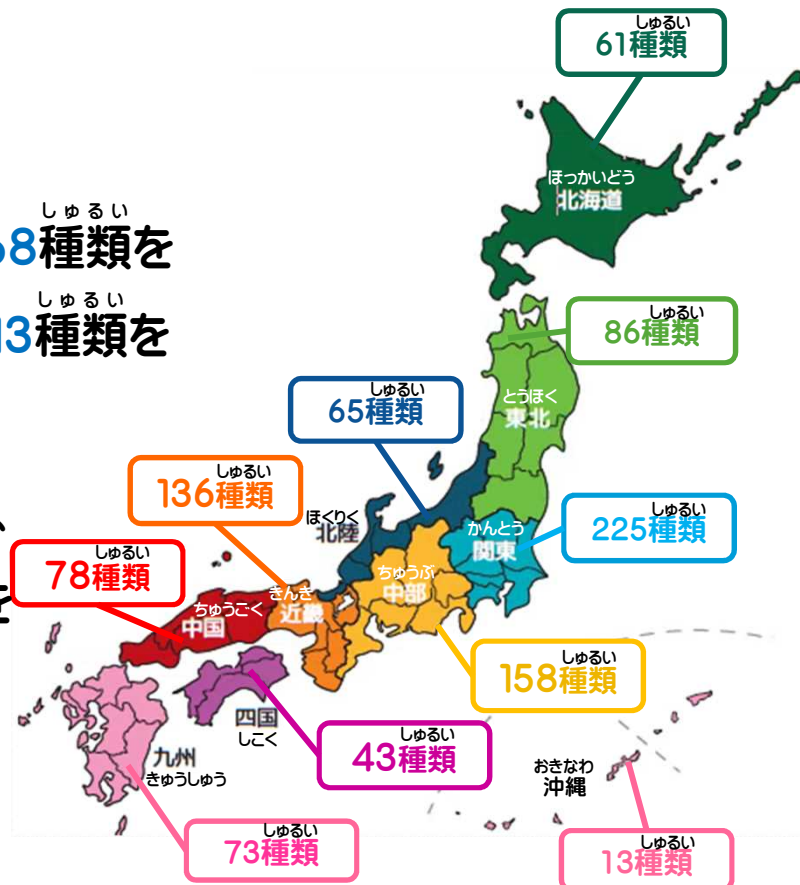 しゅるい
61種類
ほっかいどう
北海道
しゅるい
8種類を
しゅるい
3種類を
しゅるい
86種類
とうほく
東北
しゅるい
65種類
しゅるい
136種類
ほくりく
北陸
しゅるい
225種類
かんとう
関東
しゅるい
78種類
を
ちゅうぶ
中部
きんき
近畿
ちゅうごく
中国
しゅるい
158種類
四国
しこく
しゅるい
43種類
九州
きゅうしゅう
おきなわ
沖縄
しゅるい
73種類
しゅるい
13種類